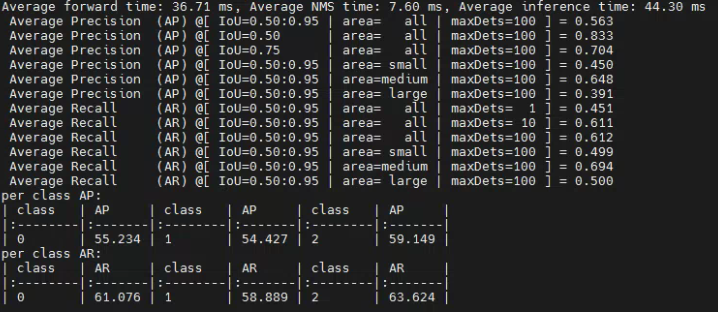 Average forward time: 36.71 ms, Average NMS time: 7.60 ms, Average inference time: 44.30 ms
 Average Precision  (AP) @[ IoU=0.50:0.95 | area=   all | maxDets=100 ] = 0.563
 Average Precision  (AP) @[ IoU=0.50      | area=   all | maxDets=100 ] = 0.833
 Average Precision  (AP) @[ IoU=0.75      | area=   all | maxDets=100 ] = 0.704
 Average Precision  (AP) @[ IoU=0.50:0.95 | area= small | maxDets=100 ] = 0.450
 Average Precision  (AP) @[ IoU=0.50:0.95 | area=medium | maxDets=100 ] = 0.648
 Average Precision  (AP) @[ IoU=0.50:0.95 | area= large | maxDets=100 ] = 0.391
 Average Recall     (AR) @[ IoU=0.50:0.95 | area=   all | maxDets=  1 ] = 0.451
 Average Recall     (AR) @[ IoU=0.50:0.95 | area=   all | maxDets= 10 ] = 0.611
 Average Recall     (AR) @[ IoU=0.50:0.95 | area=   all | maxDets=100 ] = 0.612
 Average Recall     (AR) @[ IoU=0.50:0.95 | area= small | maxDets=100 ] = 0.499
 Average Recall     (AR) @[ IoU=0.50:0.95 | area=medium | maxDets=100 ] = 0.694
 Average Recall     (AR) @[ IoU=0.50:0.95 | area= large | maxDets=100 ] = 0.500
per class AP:
| class   | AP     | class   | AP     | class   | AP     |
|:--------|:-------|:--------|:-------|:--------|:-------|
| 0       | 55.234 | 1       | 54.427 | 2       | 59.149 |
per class AR:
| class   | AR     | class   | AR     | class   | AR     |
|:--------|:-------|:--------|:-------|:--------|:-------|
| 0       | 61.076 | 1       | 58.889 | 2       | 63.624 |